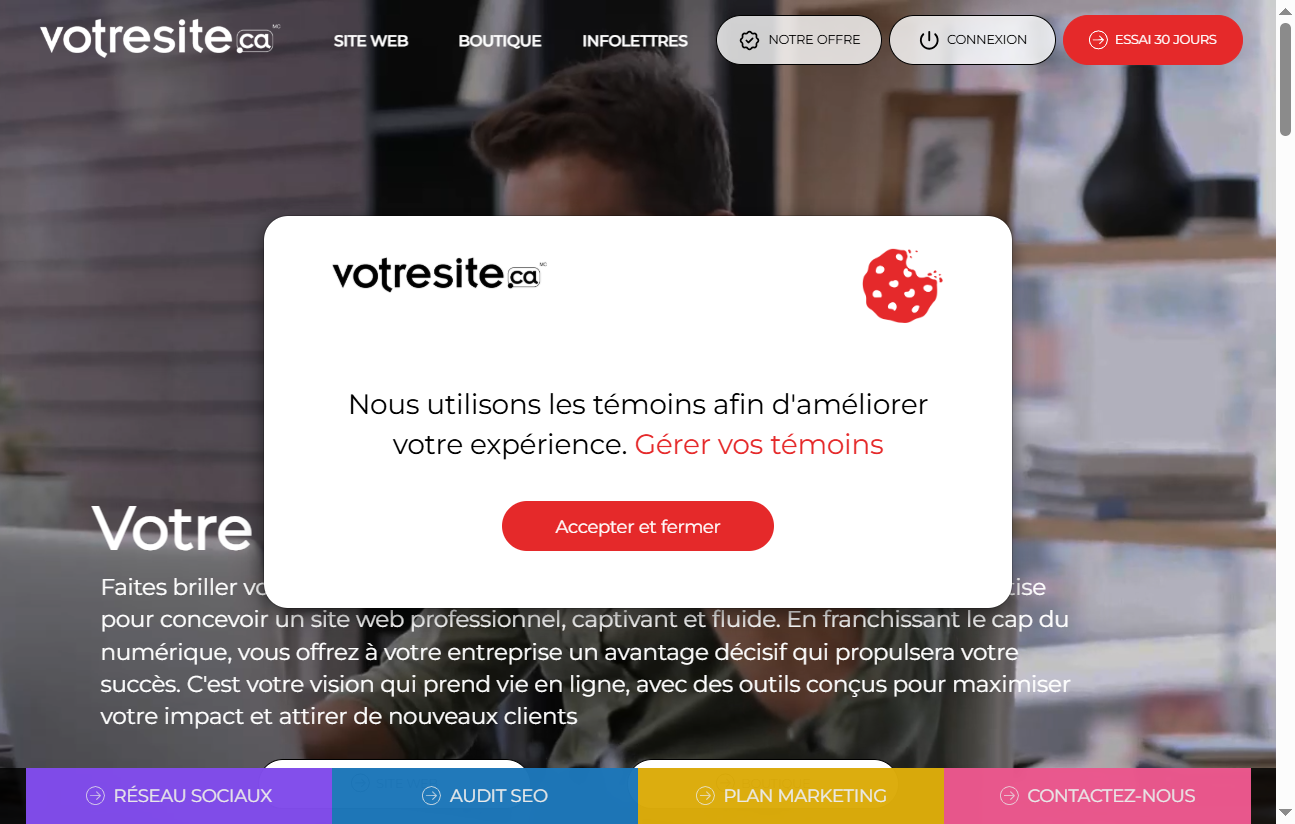 votresite.ca MC
SITE WEB
BOUTIQUE
INFOLETTRES
NOTRE OFFRE
CONNEXION
ESSAI 30 JOURS
votresite.ca MC
Nous utilisons les témoins afin d'améliorer
votre expérience. Gérer vos témoins
Accepter et fermer
Votre
Faites briller
pour concevoir un site web professionnel, captivant et fluide. En franchissant le cap du
numérique, vous offrez à votre entreprise un avantage décisif qui propulsera votre
succès. C'est votre vision qui prend vie en ligne, avec des outils conçus pour maximiser
votre impact et attirer de nouveaux clients
RÉSEAU SOCIAUX
AUDIT SEO
PLAN MARKETING
CONTACTEZ-NOUS